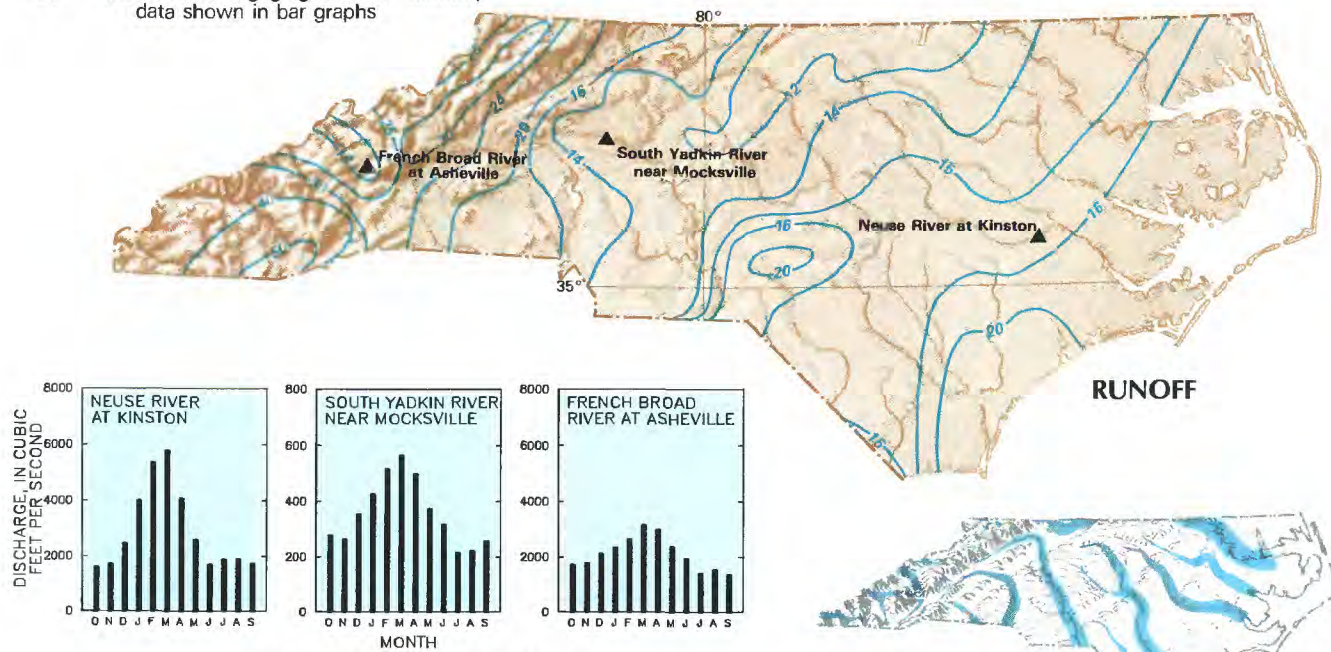 data shown in bar graphs
80°
24
16
20
12
14
16
French Broad River
at Asheville
South Yadkin River
near Mocksville
14
15
16
16
Neuse River at Kinston
20
35°
20
RUNOFF
DISCHARGE, IN CUBIC
FEET PER SECOND
8000
6000
4000
2000
0
NEUSE RIVER
AT KINSTON
O N D J F M A M J J A S
800
600
400
200
0
SOUTH YADKIN RIVER
NEAR MOCKSVILLE
O N D J F M A M J J A S
8000
6000
4000
2000
0
FRENCH BROAD
RIVER AT ASHEVILLE
O N D J F M A M J J A S
MONTH